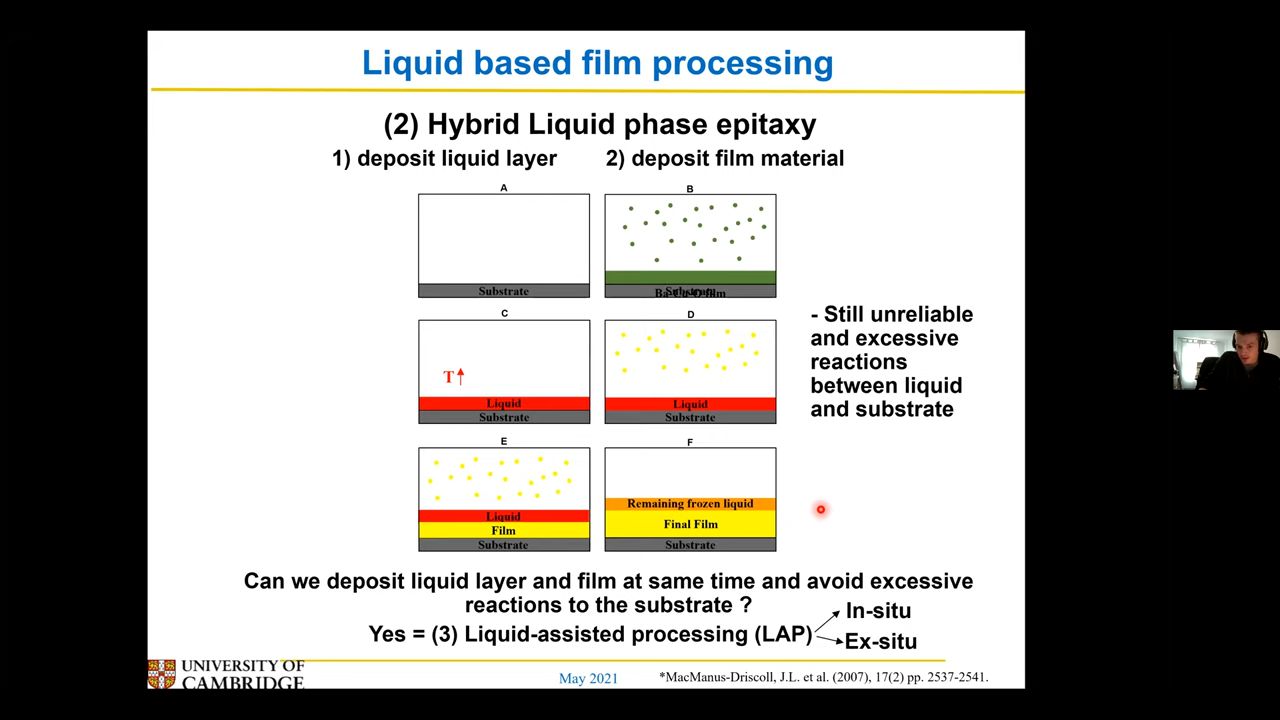 Liquid based film processing
(2) Hybrid Liquid phase epitaxy
1) deposit liquid layer
2) deposit film material
A
B
Substrate
Substrate
Ba-Cu-O film
C
D
T↑
Liquid
Substrate
Liquid
Substrate
E
F
Liquid
Film
Substrate
Remaining frozen liquid
Final Film
Substrate
- Still unreliable
and excessive
reactions
between liquid
and substrate
Can we deposit liquid layer and film at same time and avoid excessive
reactions to the substrate ?
Yes = (3) Liquid-assisted processing (LAP)
In-situ
Ex-situ
UNIVERSITY OF
CAMBRIDGE
May 2021
*MacManus-Driscoll, J.L. et al. (2007), 17(2) pp. 2537-2541.